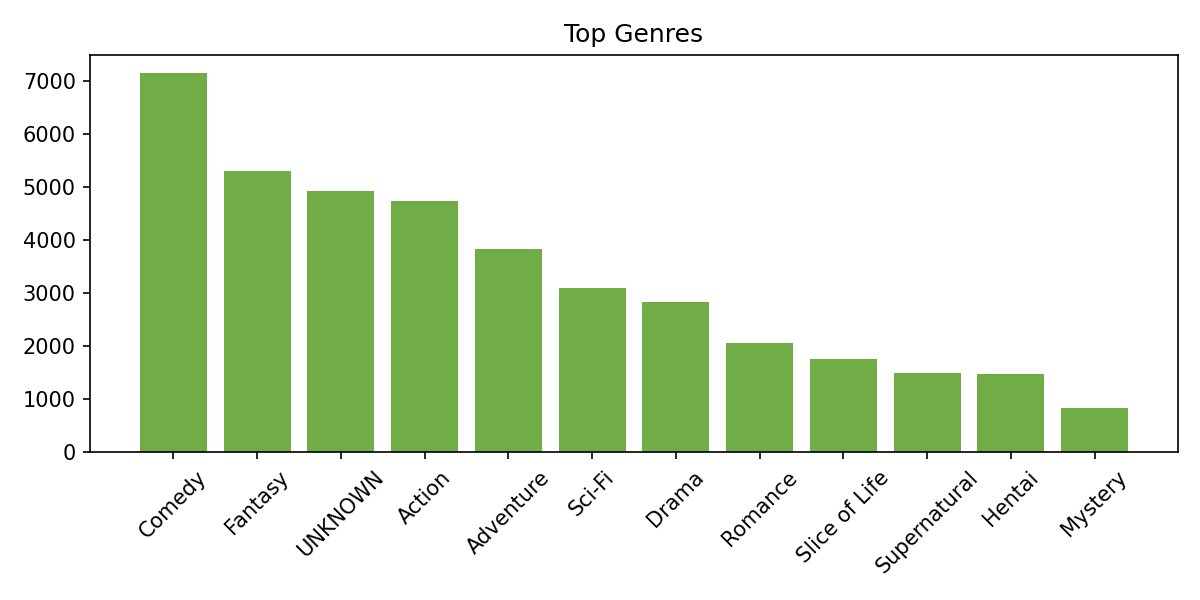 Top Genres
7000
6000
5000
4000
3000
2000
1000
0
Comedy
Fantasy
UNKNOWN
Action
Adventure
Sci-Fi
Drama
Romance
Slice of Life
Supernatural
Hentai
Mystery